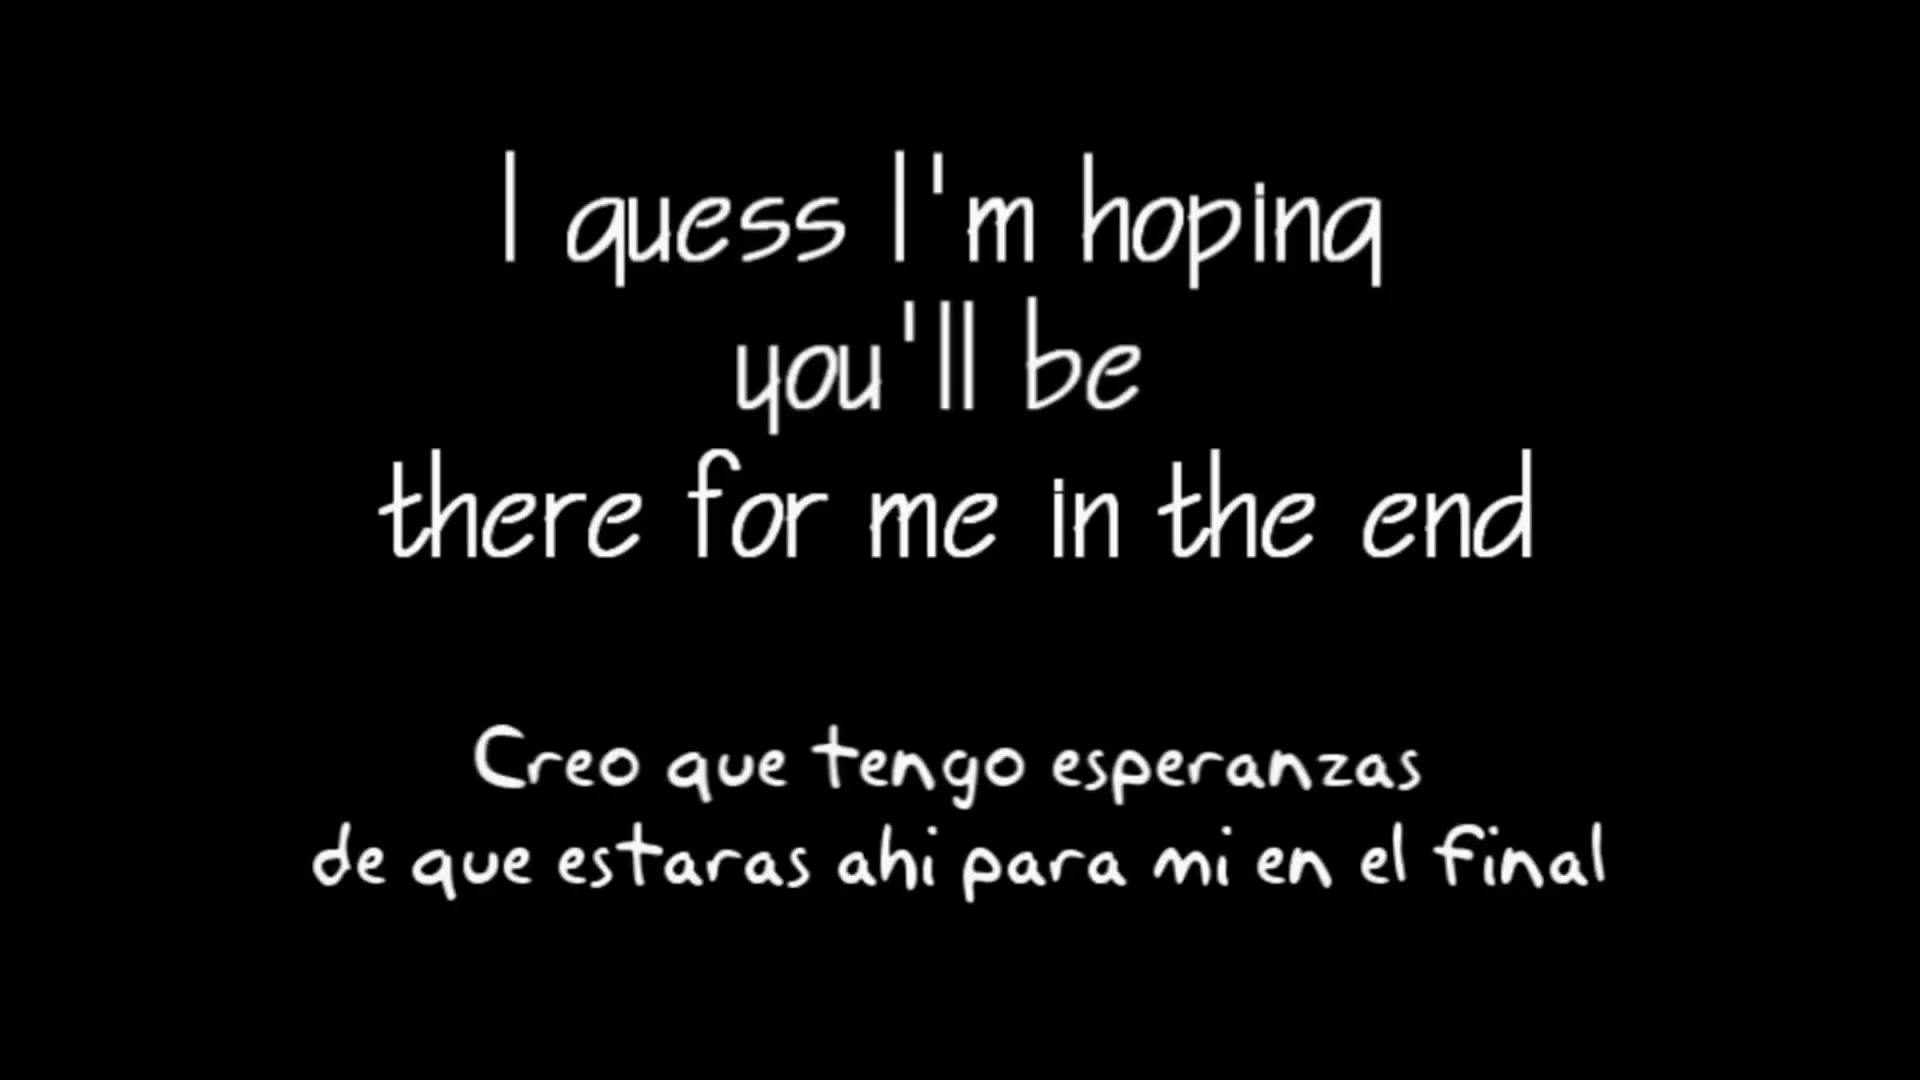 I guess I'm hoping
you'll be
there for me in the end
Creo que tengo esperanzas
de que estaras ahi para mi en el final